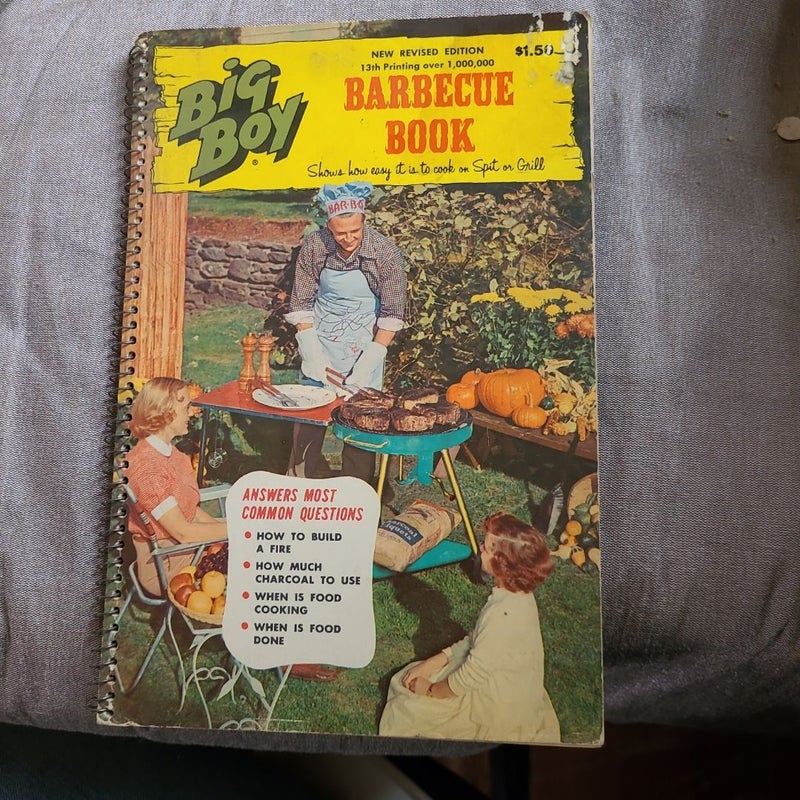 NEW REVISED EDITION
$1.50
13th Printing over 1,000,000
BiG
BOY
®
BARBECUE
BOOK
Shows how easy it is to cook on Spit or Grill
BAR-B-
ANSWERS MOST
COMMON QUESTIONS
• HOW TO BUILD
A FIRE
• HOW MUCH
CHARCOAL TO USE
• WHEN IS FOOD
COOKING
• WHEN IS FOOD
DONE
charcoal